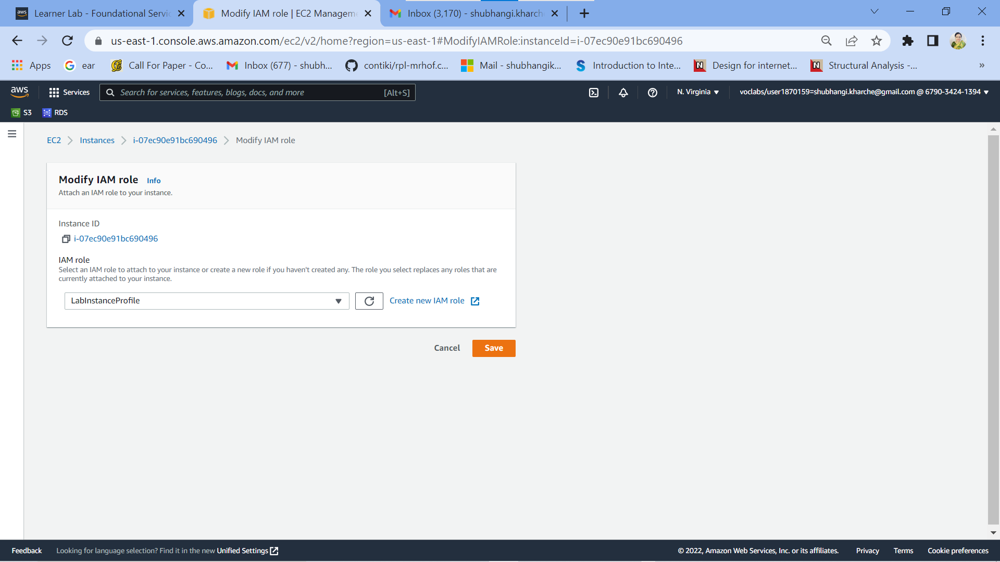 aws Learner Lab - Foundational Servic
Modify IAM role | EC2 Manageme
Inbox (3,170) - shubhangi.kharch
us-east-1.console.aws.amazon.com/ec2/v2/home?region=us-east-1#ModifyIAMRole:instanceId=i-07ec90e91bc690496
Apps
ear
Call For Paper - Co...
Inbox (677) - shubh...
contiki/rpl-mrhof.c...
Mail - shubhangik...
Introduction to Inte...
Design for internet...
Structural Analysis -...
»
aws
Services
Search for services, features, blogs, docs, and more
[Alt+S]
N. Virginia
voclabs/user1870159=shubhangi.kharche@gmail.com @ 6790-3424-1394
S3
RDS
EC2 > Instances > i-07ec90e91bc690496 > Modify IAM role
Modify IAM role Info
Attach an IAM role to your instance.
Instance ID
i-07ec90e91bc690496
IAM role
Select an IAM role to attach to your instance or create a new role if you haven't created any. The role you select replaces any roles that are
currently attached to your instance.
LabInstanceProfile
Create new IAM role
Cancel
Save
Feedback
Looking for language selection? Find it in the new Unified Settings
© 2022, Amazon Web Services, Inc. or its affiliates.
Privacy
Terms
Cookie preferences